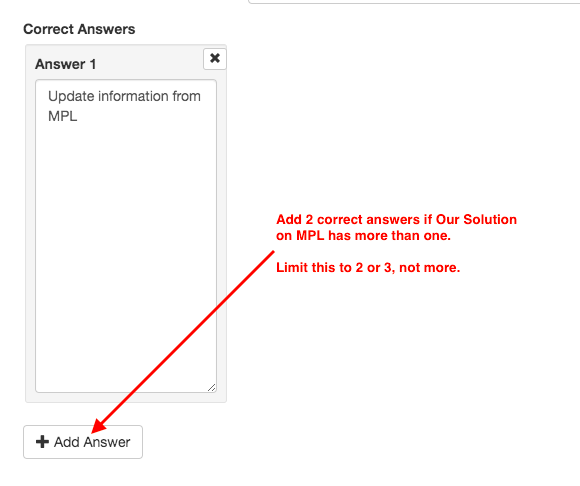 Correct Answers
Answer 1
Update information from
MPL
Add 2 correct answers if Our Solution
on MPL has more than one.
Limit this to 2 or 3, not more.
Add Answer